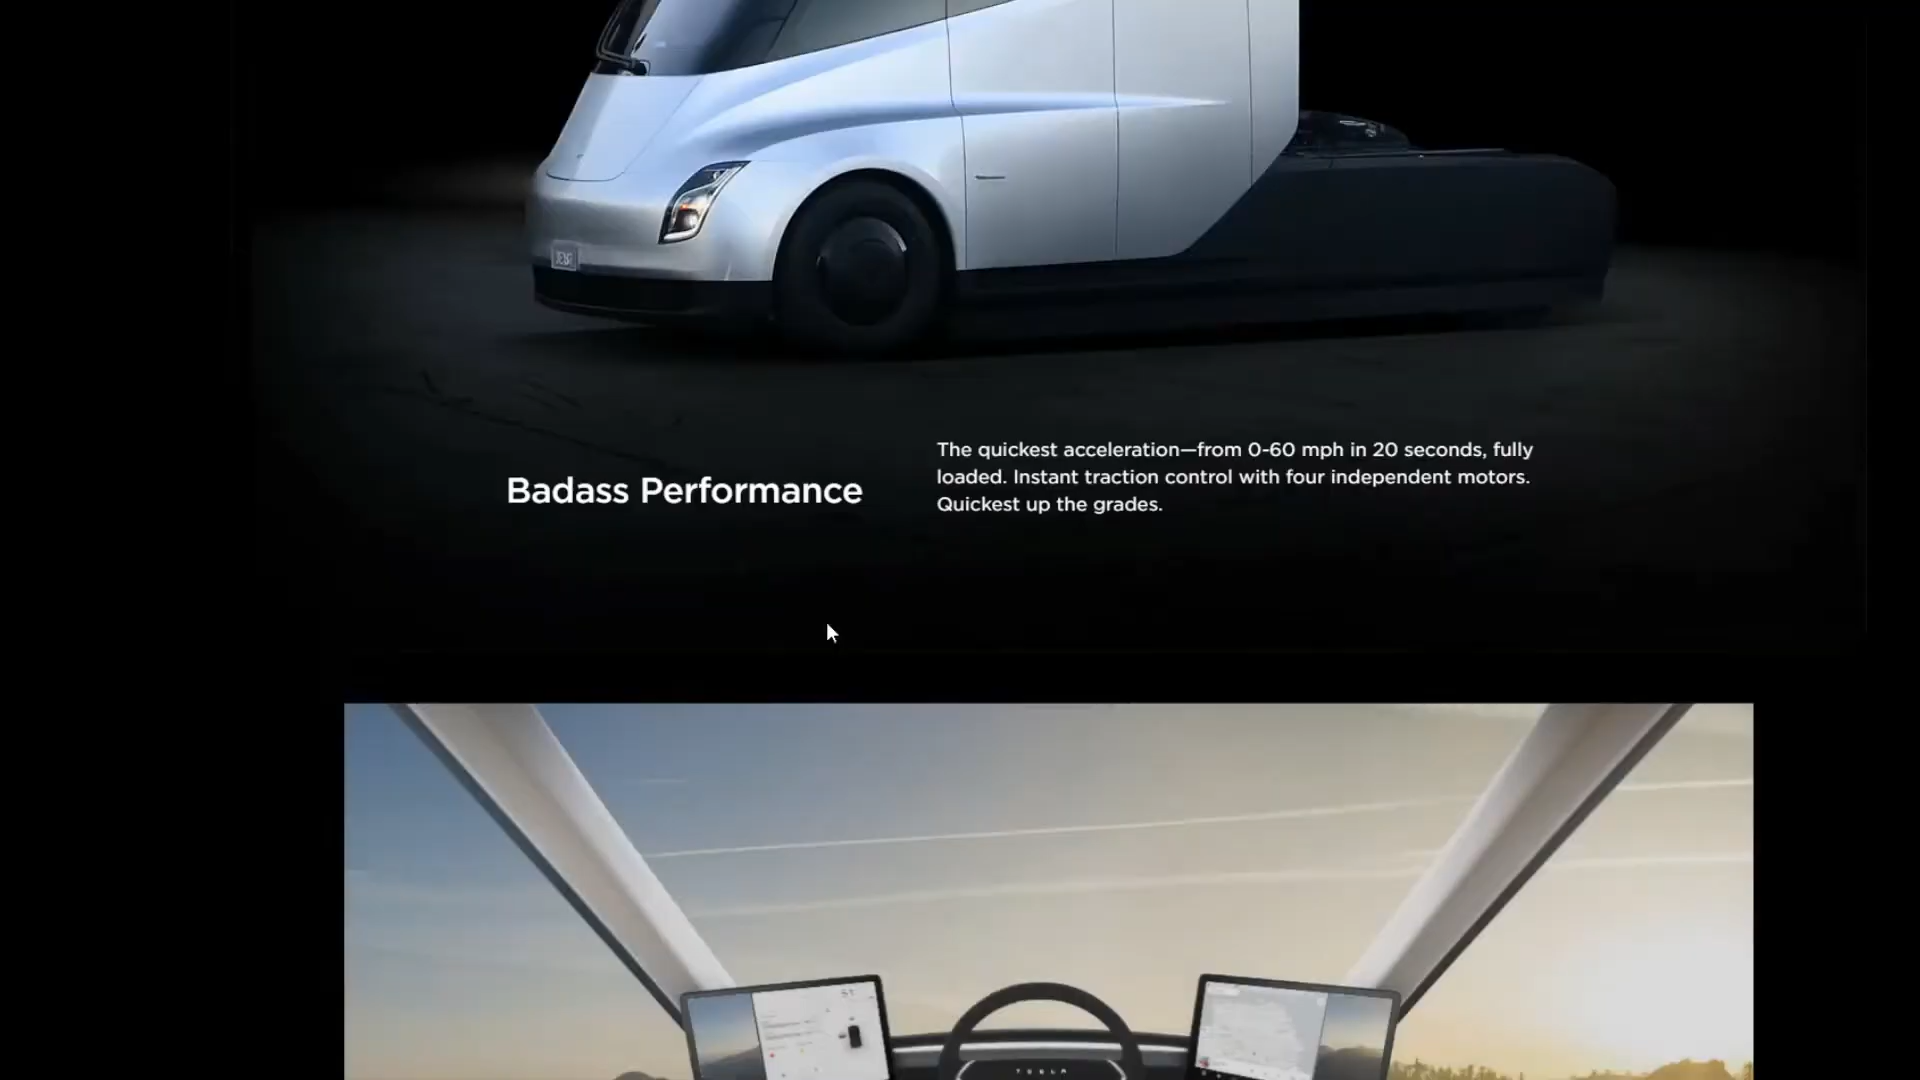 Badass Performance
The quickest acceleration—from 0-60 mph in 20 seconds, fully
loaded. Instant traction control with four independent motors.
Quickest up the grades.
TESLA